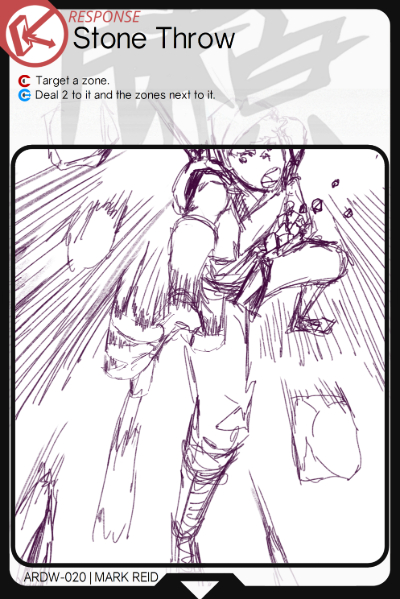 RESPONSE
Stone Throw
C Target a zone.
C Deal 2 to it and the zones next to it.
ARDW-020 | MARK REID